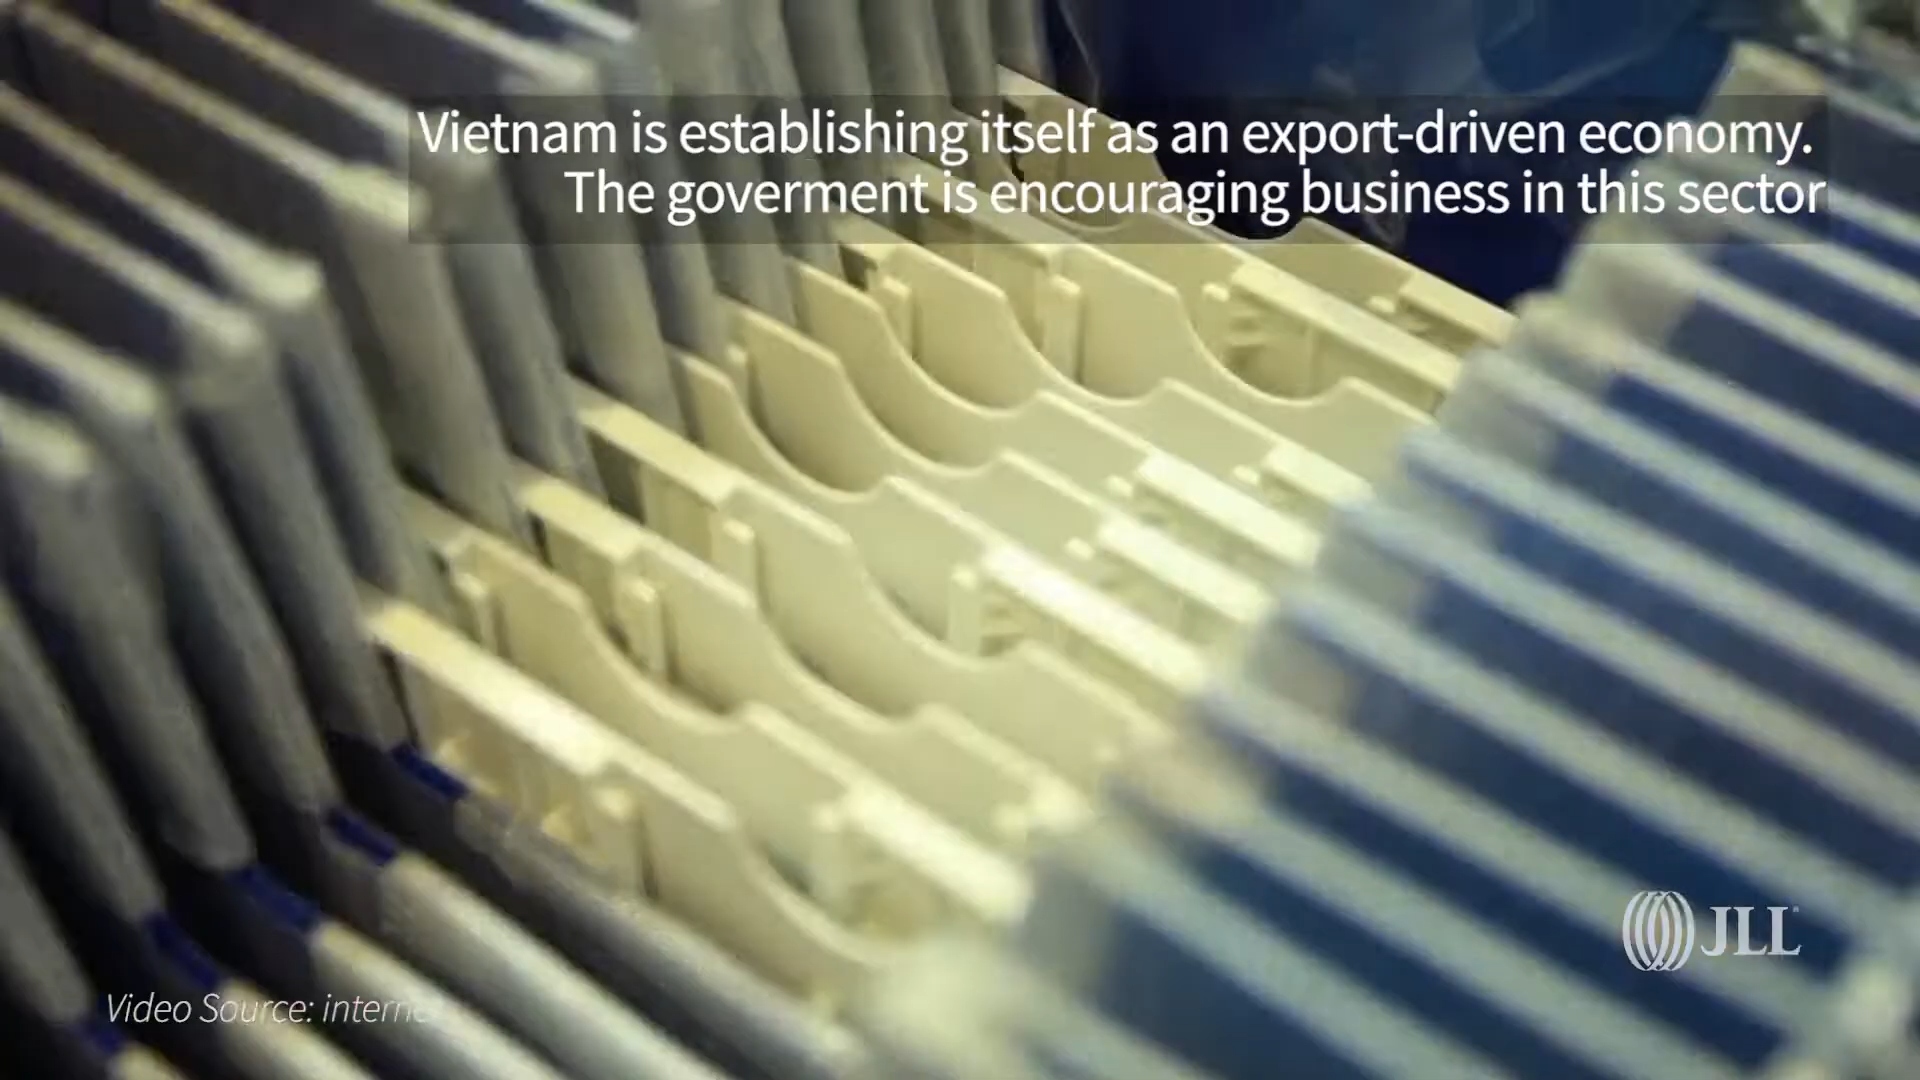 Vietnam is establishing itself as an export-driven economy.
The goverment is encouraging business in this sector
JLL
Video Source: internet